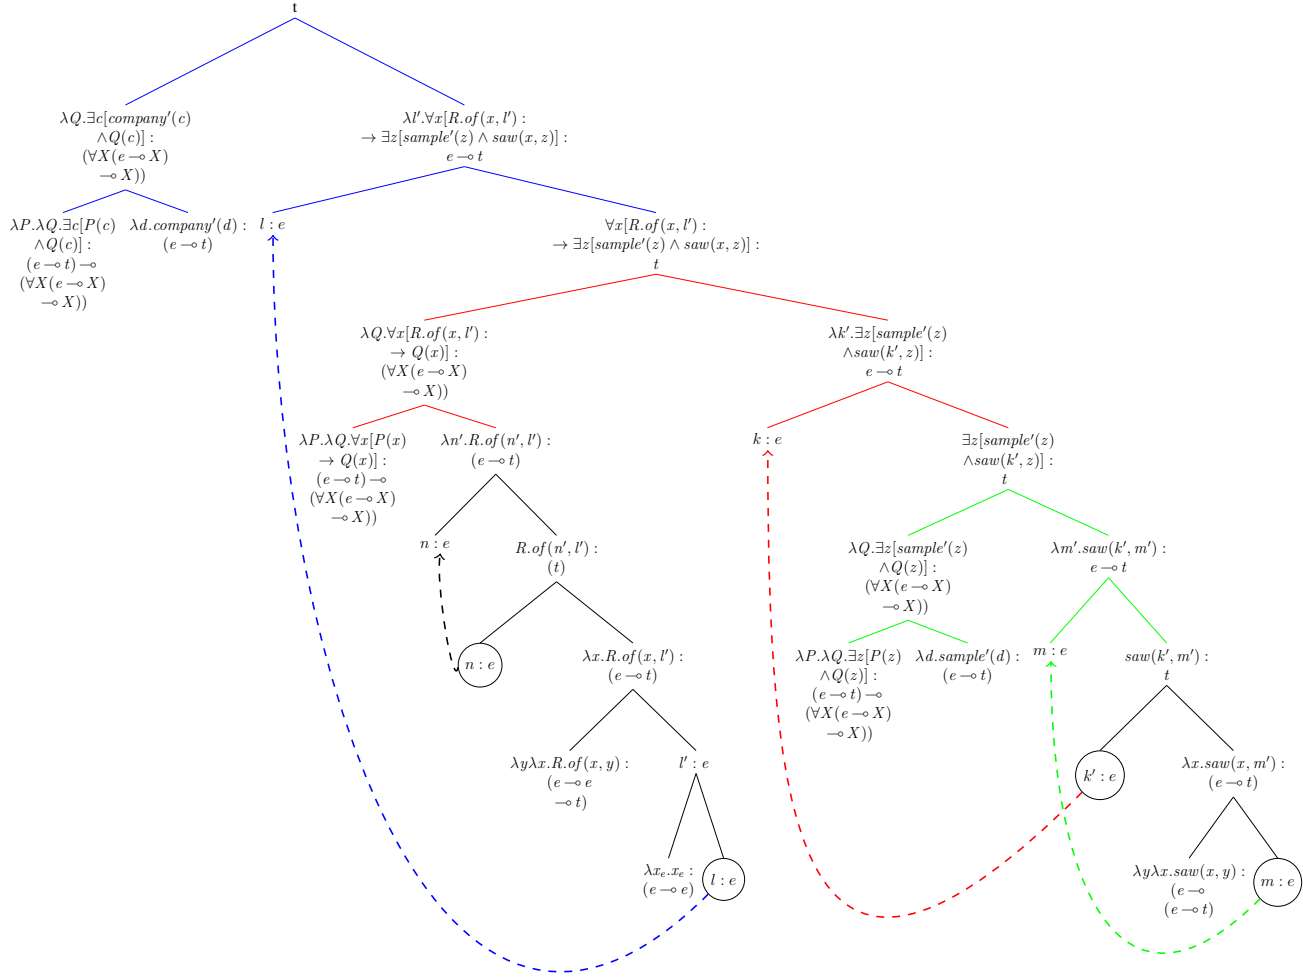 t
λQ.∃c[company′(c)
∧Q(c)] :
(∀X(e ⊸ X)
⊸ X))
λl′.∀x[R.of(x, l′) :
→ ∃z[sample′(z) ∧ saw(x, z)] :
e ⊸ t
λP.λQ.∃c[P(c)
∧Q(c)] :
(e ⊸ t) ⊸
(∀X(e ⊸ X)
⊸ X))
λd.company′(d) :
(e ⊸ t)
l : e
∀x[R.of(x, l′) :
→ ∃z[sample′(z) ∧ saw(x, z)] :
t
λQ.∀x[R.of(x, l′) :
→ Q(x)] :
(∀X(e ⊸ X)
⊸ X))
λk′.∃z[sample′(z)
∧saw(k′, z)] :
e ⊸ t
λP.λQ.∀x[P(x)
→ Q(x)] :
(e ⊸ t) ⊸
(∀X(e ⊸ X)
⊸ X))
λn′.R.of(n′, l′) :
(e ⊸ t)
k : e
∃z[sample′(z)
∧saw(k′, z)] :
t
n : e
R.of(n′, l′) :
(t)
λQ.∃z[sample′(z)
∧Q(z)] :
(∀X(e ⊸ X)
⊸ X))
λm′.saw(k′, m′) :
e ⊸ t
n : e
λx.R.of(x, l′) :
(e ⊸ t)
λP.λQ.∃z[P(z)
∧Q(z)] :
(e ⊸ t) ⊸
(∀X(e ⊸ X)
⊸ X))
λd.sample′(d) :
(e ⊸ t)
m : e
saw(k′, m′) :
t
λyλx.R.of(x, y) :
(e ⊸ e
⊸ t)
l′ : e
k′ : e
λx.saw(x, m′) :
(e ⊸ t)
λxₑ.xₑ :
(e ⊸ e)
l : e
λyλx.saw(x, y) :
(e ⊸
(e ⊸ t)
m : e